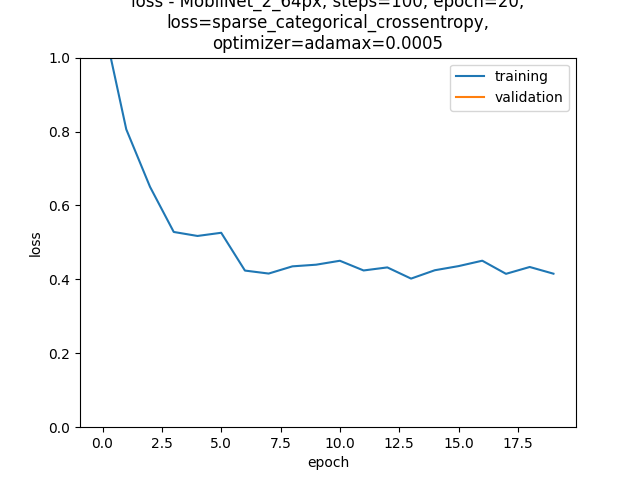 loss - MobilNet_2_64px, steps=100, epoch=20,
loss=sparse_categorical_crossentropy,
optimizer=adamax=0.0005
training
validation
1.0
0.8
0.6
0.4
0.2
0.0
loss
0.0 2.5 5.0 7.5 10.0 12.5 15.0 17.5
epoch